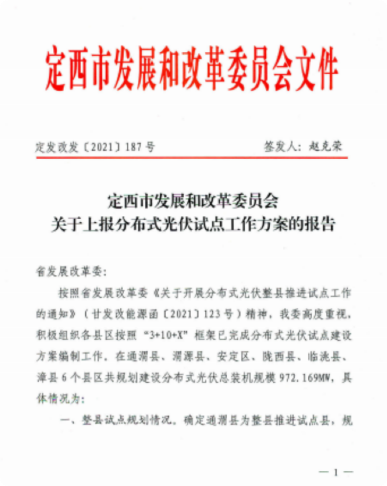 定西市发展和改革委员会文件
定发改发〔2021〕187号 签发人：赵克荣
定西市发展和改革委员会
关于上报分布式光伏试点工作方案的报告
省发展改革委：
按照省发展改革委《关于开展分布式光伏整县推进试点工作
的通知》（甘发改能源函〔2021〕123号）精神，我委高度重视，
积极组织各县区按照“3+10+X”框架已完成分布式光伏试点建设
方案编制工作。在通渭县、渭源县、安定区、陇西县、临洮县、
漳县6个县区共规划建设分布式光伏总装机规模972.169MW，具
体情况为：
一、整县试点规划情况。确定通渭县为整县推进试点县，规
— 1 —